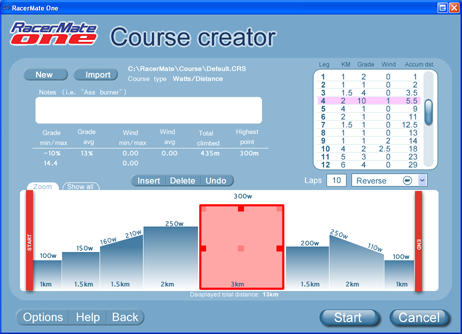 RacerMate One
RacerMate
one
Course creator
New
Import
C:\RacerMate\Course\Default.CRS
Course type Watts/Distance
Notes (i.e. "Ass burner")
Grade min/max
Grade avg
Wind min/max
Wind avg
Total climbed
Highest point
-10% 13% 0.00 0.00 435m 300m
14.4 0.00
Leg KM Grade Wind Accum dst.
1 1 2 0 1
2 1 1 0 2
3 1.5 4 0 3.5
4 2 10 1 5.5
5 4 1 0 9
6 2 1 0 11
7 1.5 1 0 12.5
8 1 1 0 13
9 1 1 2 14
10 4 2 2.5 18
11 5 3 0 23
12 6 4 0 29
Zoom
Show all
Insert Delete Undo
Laps 10 Reverse
300w
START
100w
150w
160w
210w
250w
200w
250w
110w
100w
END
1km
1.5km
1.5km
2km
3km
1.5km
2km
1km
Deisplayed total distance: 13km
Options Help Back
Start
Cancel